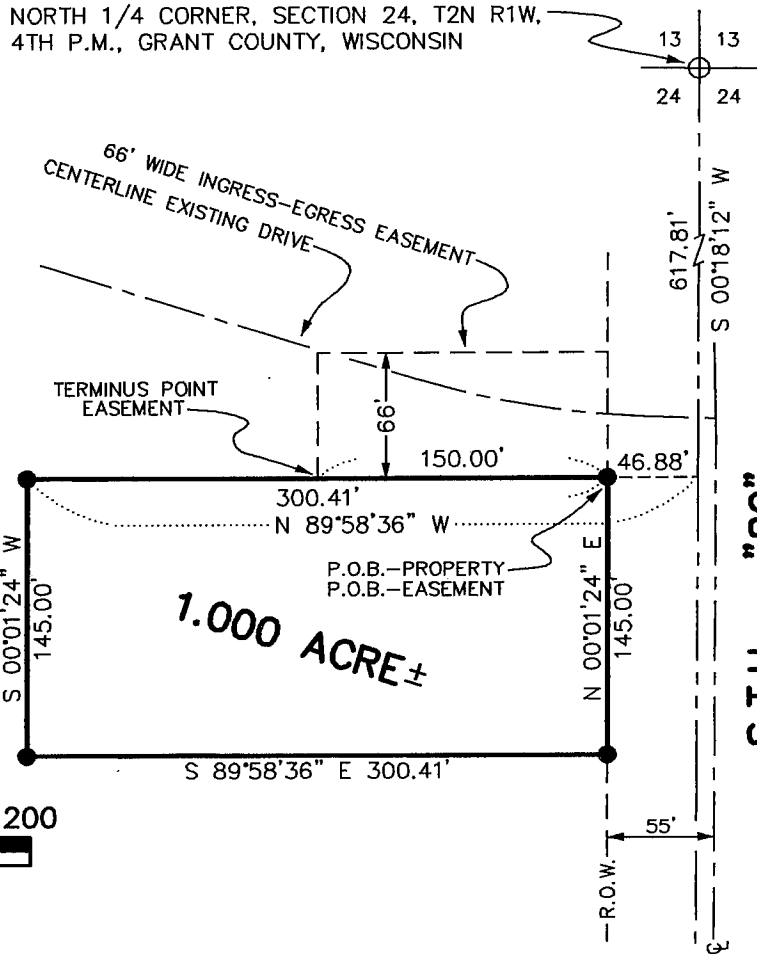 NORTH 1/4 CORNER, SECTION 24, T2N R1W,
4TH P.M., GRANT COUNTY, WISCONSIN
13 13
24 24
66' WIDE INGRESS-EGRESS EASEMENT
CENTERLINE EXISTING DRIVE
617.81'
S 00°18'12" W
TERMINUS POINT
EASEMENT
66'
150.00'
46.88'
300.41'
N 89°58'36" W
P.O.B.-PROPERTY
P.O.B.-EASEMENT
S 00°01'24" W
145.00'
1.000 ACRE±
N 00°01'24" E
145.00'
S 89°58'36" E 300.41'
200
55'
R.O.W.
℄